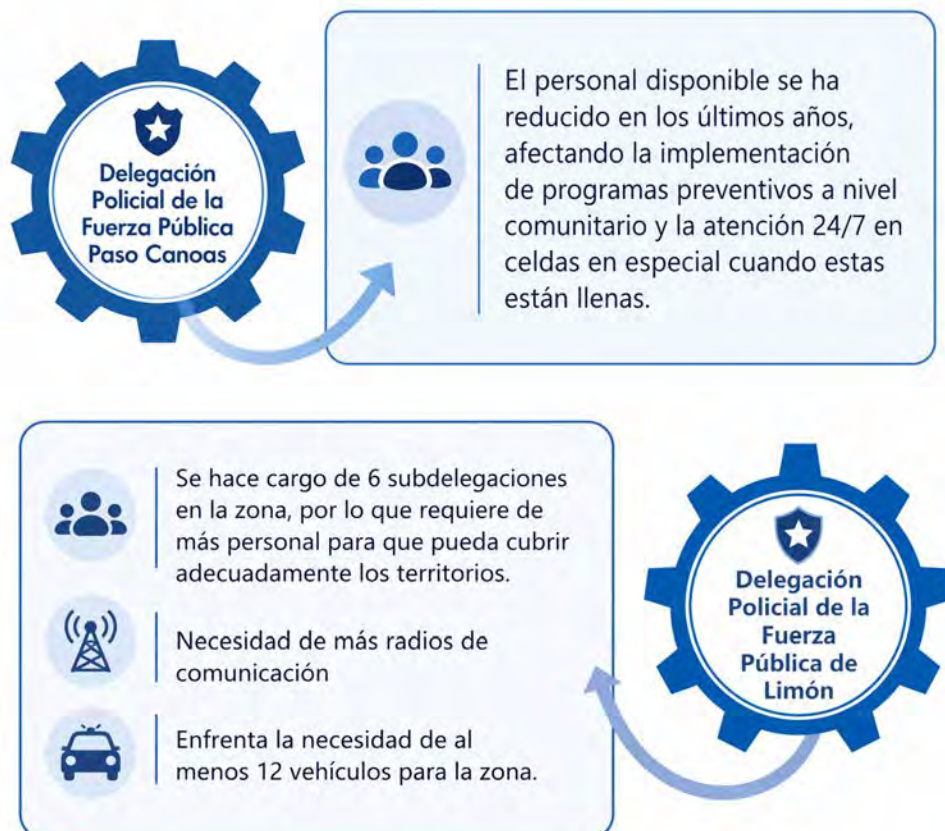 Delegación
Policial de la
Fuerza Pública
Paso Canoas
El personal disponible se ha
reducido en los últimos años,
afectando la implementación
de programas preventivos a nivel
comunitario y la atención 24/7 en
celdas en especial cuando estas
están llenas.
Se hace cargo de 6 subdelegaciones
en la zona, por lo que requiere de
más personal para que pueda cubrir
adecuadamente los territorios.
Necesidad de más radios de
comunicación
Enfrenta la necesidad de al
menos 12 vehículos para la zona.
Delegación
Policial de la
Fuerza
Pública de
Limón